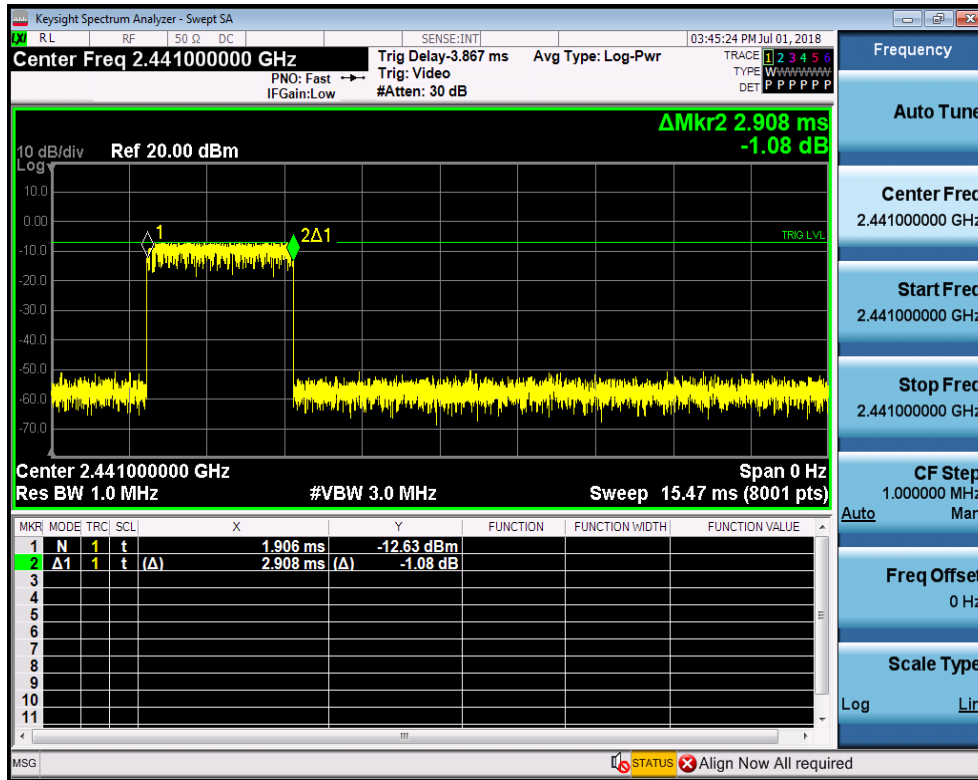 Keysight Spectrum Analyzer - Swept SA
LXI RL RF 50 Ω DC SENSE:INT 03:45:24 PM Jul 01, 2018
Center Freq 2.441000000 GHz
PNO: Fast
IFGain:Low
Trig Delay-3.867 ms
Trig: Video
#Atten: 30 dB
Avg Type: Log-Pwr
TRACE 1 2 3 4 5 6
TYPE WWWWWW
DET P P P P P P
ΔMkr2 2.908 ms
-1.08 dB
10 dB/div Ref 20.00 dBm
Log
10.0
0.00
-10.0
-20.0
-30.0
-40.0
-50.0
-60.0
-70.0
1
2Δ1
TRIG LVL
Center 2.441000000 GHz Span 0 Hz
Res BW 1.0 MHz #VBW 3.0 MHz Sweep 15.47 ms (8001 pts)
MKR MODE TRC SCL X Y FUNCTION FUNCTION WIDTH FUNCTION VALUE
1 N 1 t 1.906 ms -12.63 dBm
2 Δ1 1 t (Δ) 2.908 ms (Δ) -1.08 dB
3
4
5
6
7
8
9
10
11
MSG STATUS Align Now All required
Frequency
Auto Tune
Center Freq
2.441000000 GHz
Start Freq
2.441000000 GHz
Stop Freq
2.441000000 GHz
CF Step
1.000000 MHz
Auto Man
Freq Offset
0 Hz
Scale Type
Log Lin